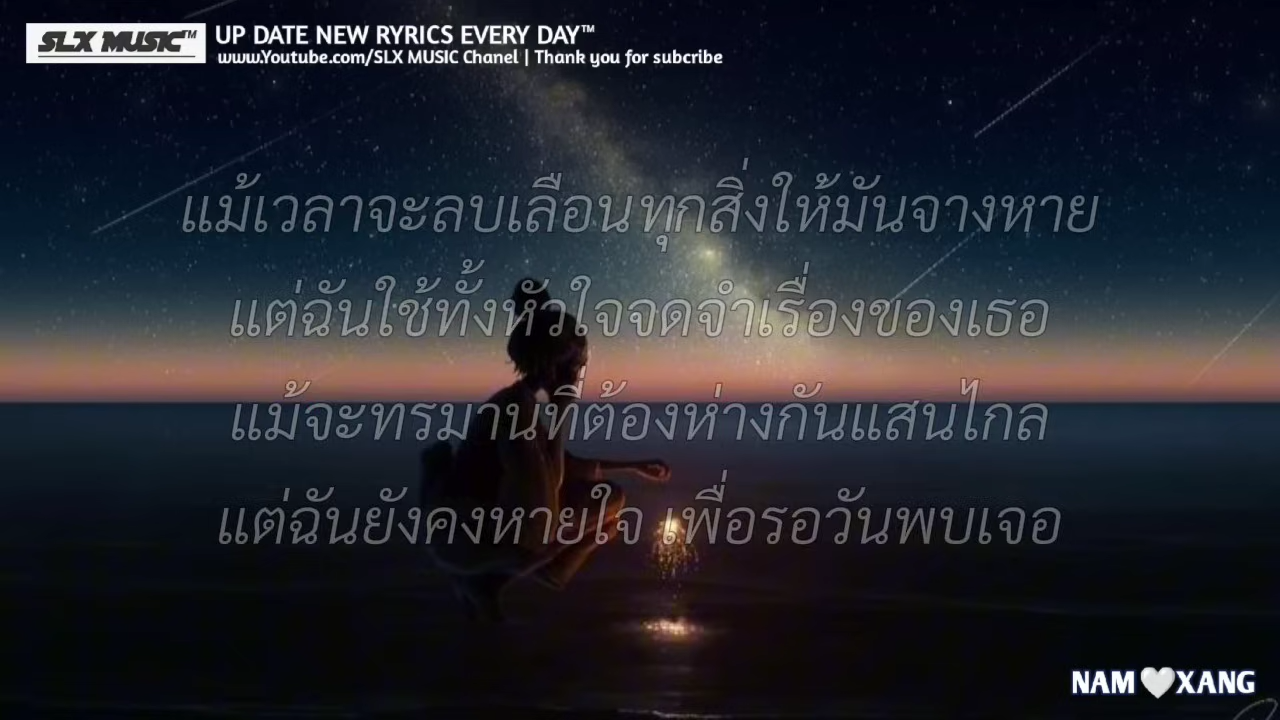 SLX MUSIC™
UP DATE NEW RYRICS EVERY DAY™
www.Youtube.com/SLX MUSIC Chanel | Thank you for subcribe
แม้เวลาจะลบเลือนทุกสิ่งให้มันจางหาย
แต่ฉันใช้ทั้งหัวใจจดจำเรื่องของเธอ
แม้จะทรมานที่ต้องห่างกันแสนไกล
แต่ฉันยังคงหายใจ เพื่อรอวันพบเจอ
NAM🤍XANG